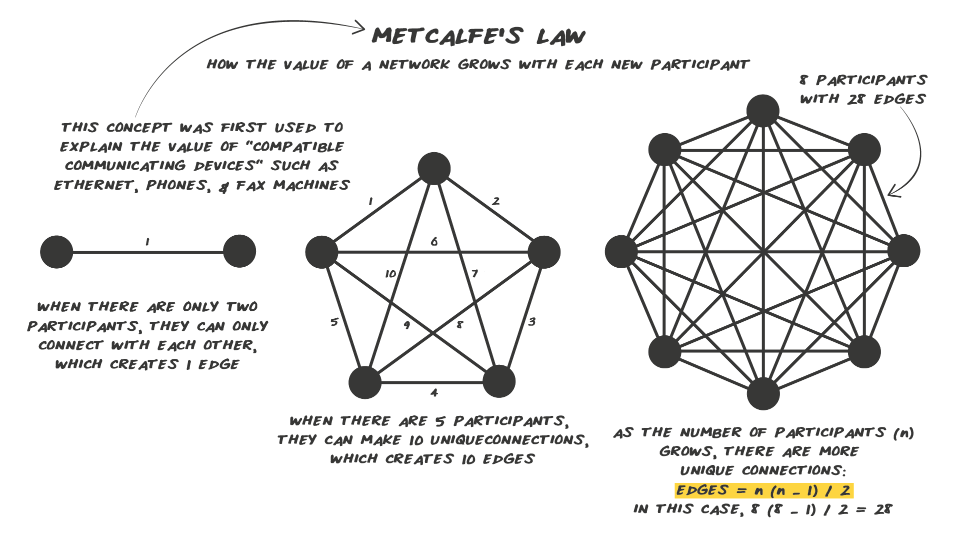 METCALFE'S LAW
HOW THE VALUE OF A NETWORK GROWS WITH EACH NEW PARTICIPANT
THIS CONCEPT WAS FIRST USED TO
EXPLAIN THE VALUE OF "COMPATIBLE
COMMUNICATING DEVICES" SUCH AS
ETHERNET, PHONES, & FAX MACHINES
1
WHEN THERE ARE ONLY TWO
PARTICIPANTS, THEY CAN ONLY
CONNECT WITH EACH OTHER,
WHICH CREATES 1 EDGE
1
2
6
10
7
5
9
8
3
4
WHEN THERE ARE 5 PARTICIPANTS,
THEY CAN MAKE 10 UNIQUECONNECTIONS,
WHICH CREATES 10 EDGES
8 PARTICIPANTS
WITH 28 EDGES
AS THE NUMBER OF PARTICIPANTS (n)
GROWS, THERE ARE MORE
UNIQUE CONNECTIONS:
EDGES = n (n - 1) / 2
IN THIS CASE, 8 (8 - 1) / 2 = 28